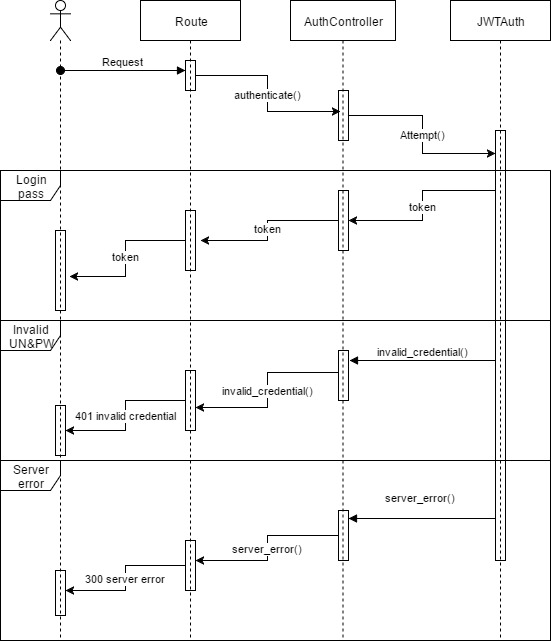 Route
AuthController
JWTAuth
Request
authenticate()
Attempt()
Login
pass
token
token
token
Invalid
UN&PW
invalid_credential()
invalid_credential()
401 invalid credential
Server
error
server_error()
server_error()
300 server error